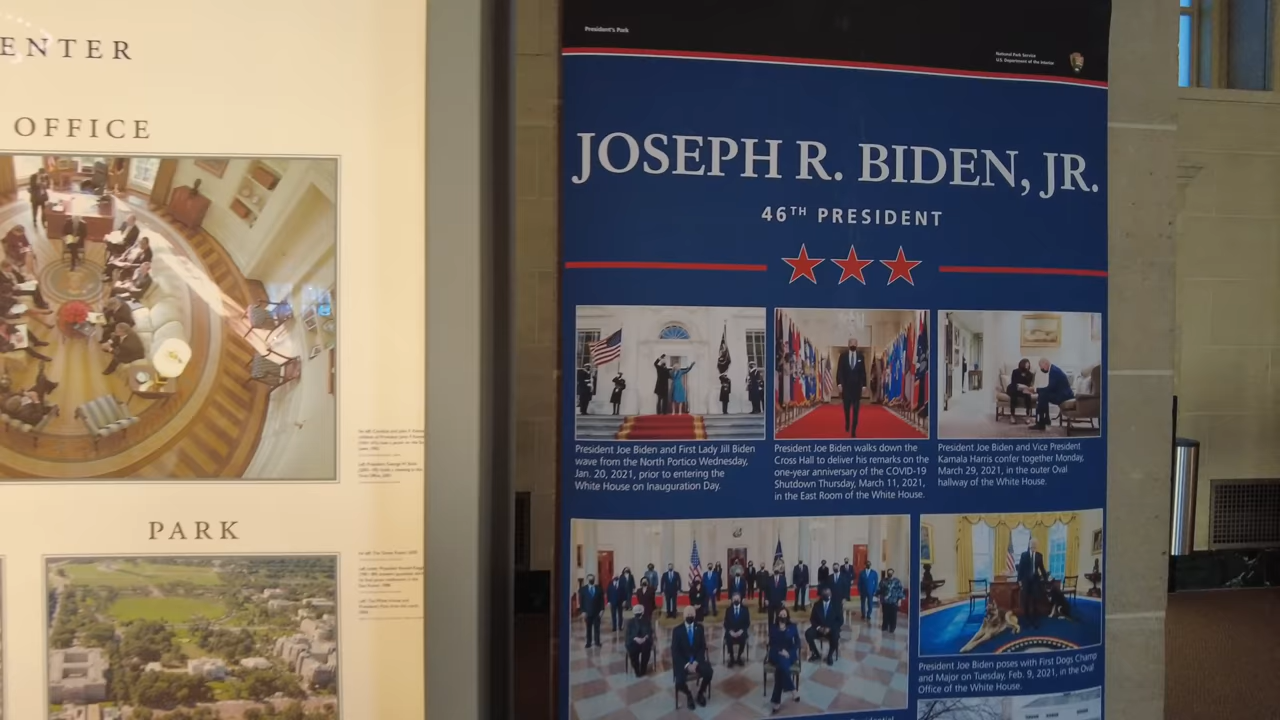 ENTER
OFFICE
PARK
President's Park
National Park Service
U.S. Department of the Interior
JOSEPH R. BIDEN, JR.
46TH PRESIDENT
President Joe Biden and First Lady Jill Biden
wave from the North Portico Wednesday,
Jan. 20, 2021, prior to entering the
White House on Inauguration Day.
President Joe Biden walks down the
Cross Hall to deliver his remarks on the
one-year anniversary of the COVID-19
Shutdown Thursday, March 11, 2021,
in the East Room of the White House.
President Joe Biden and Vice President
Kamala Harris confer together Monday,
March 29, 2021, in the outer Oval
hallway of the White House.
President Joe Biden poses with First Dogs Champ
and Major on Tuesday, Feb. 9, 2021, in the Oval
Office of the White House.